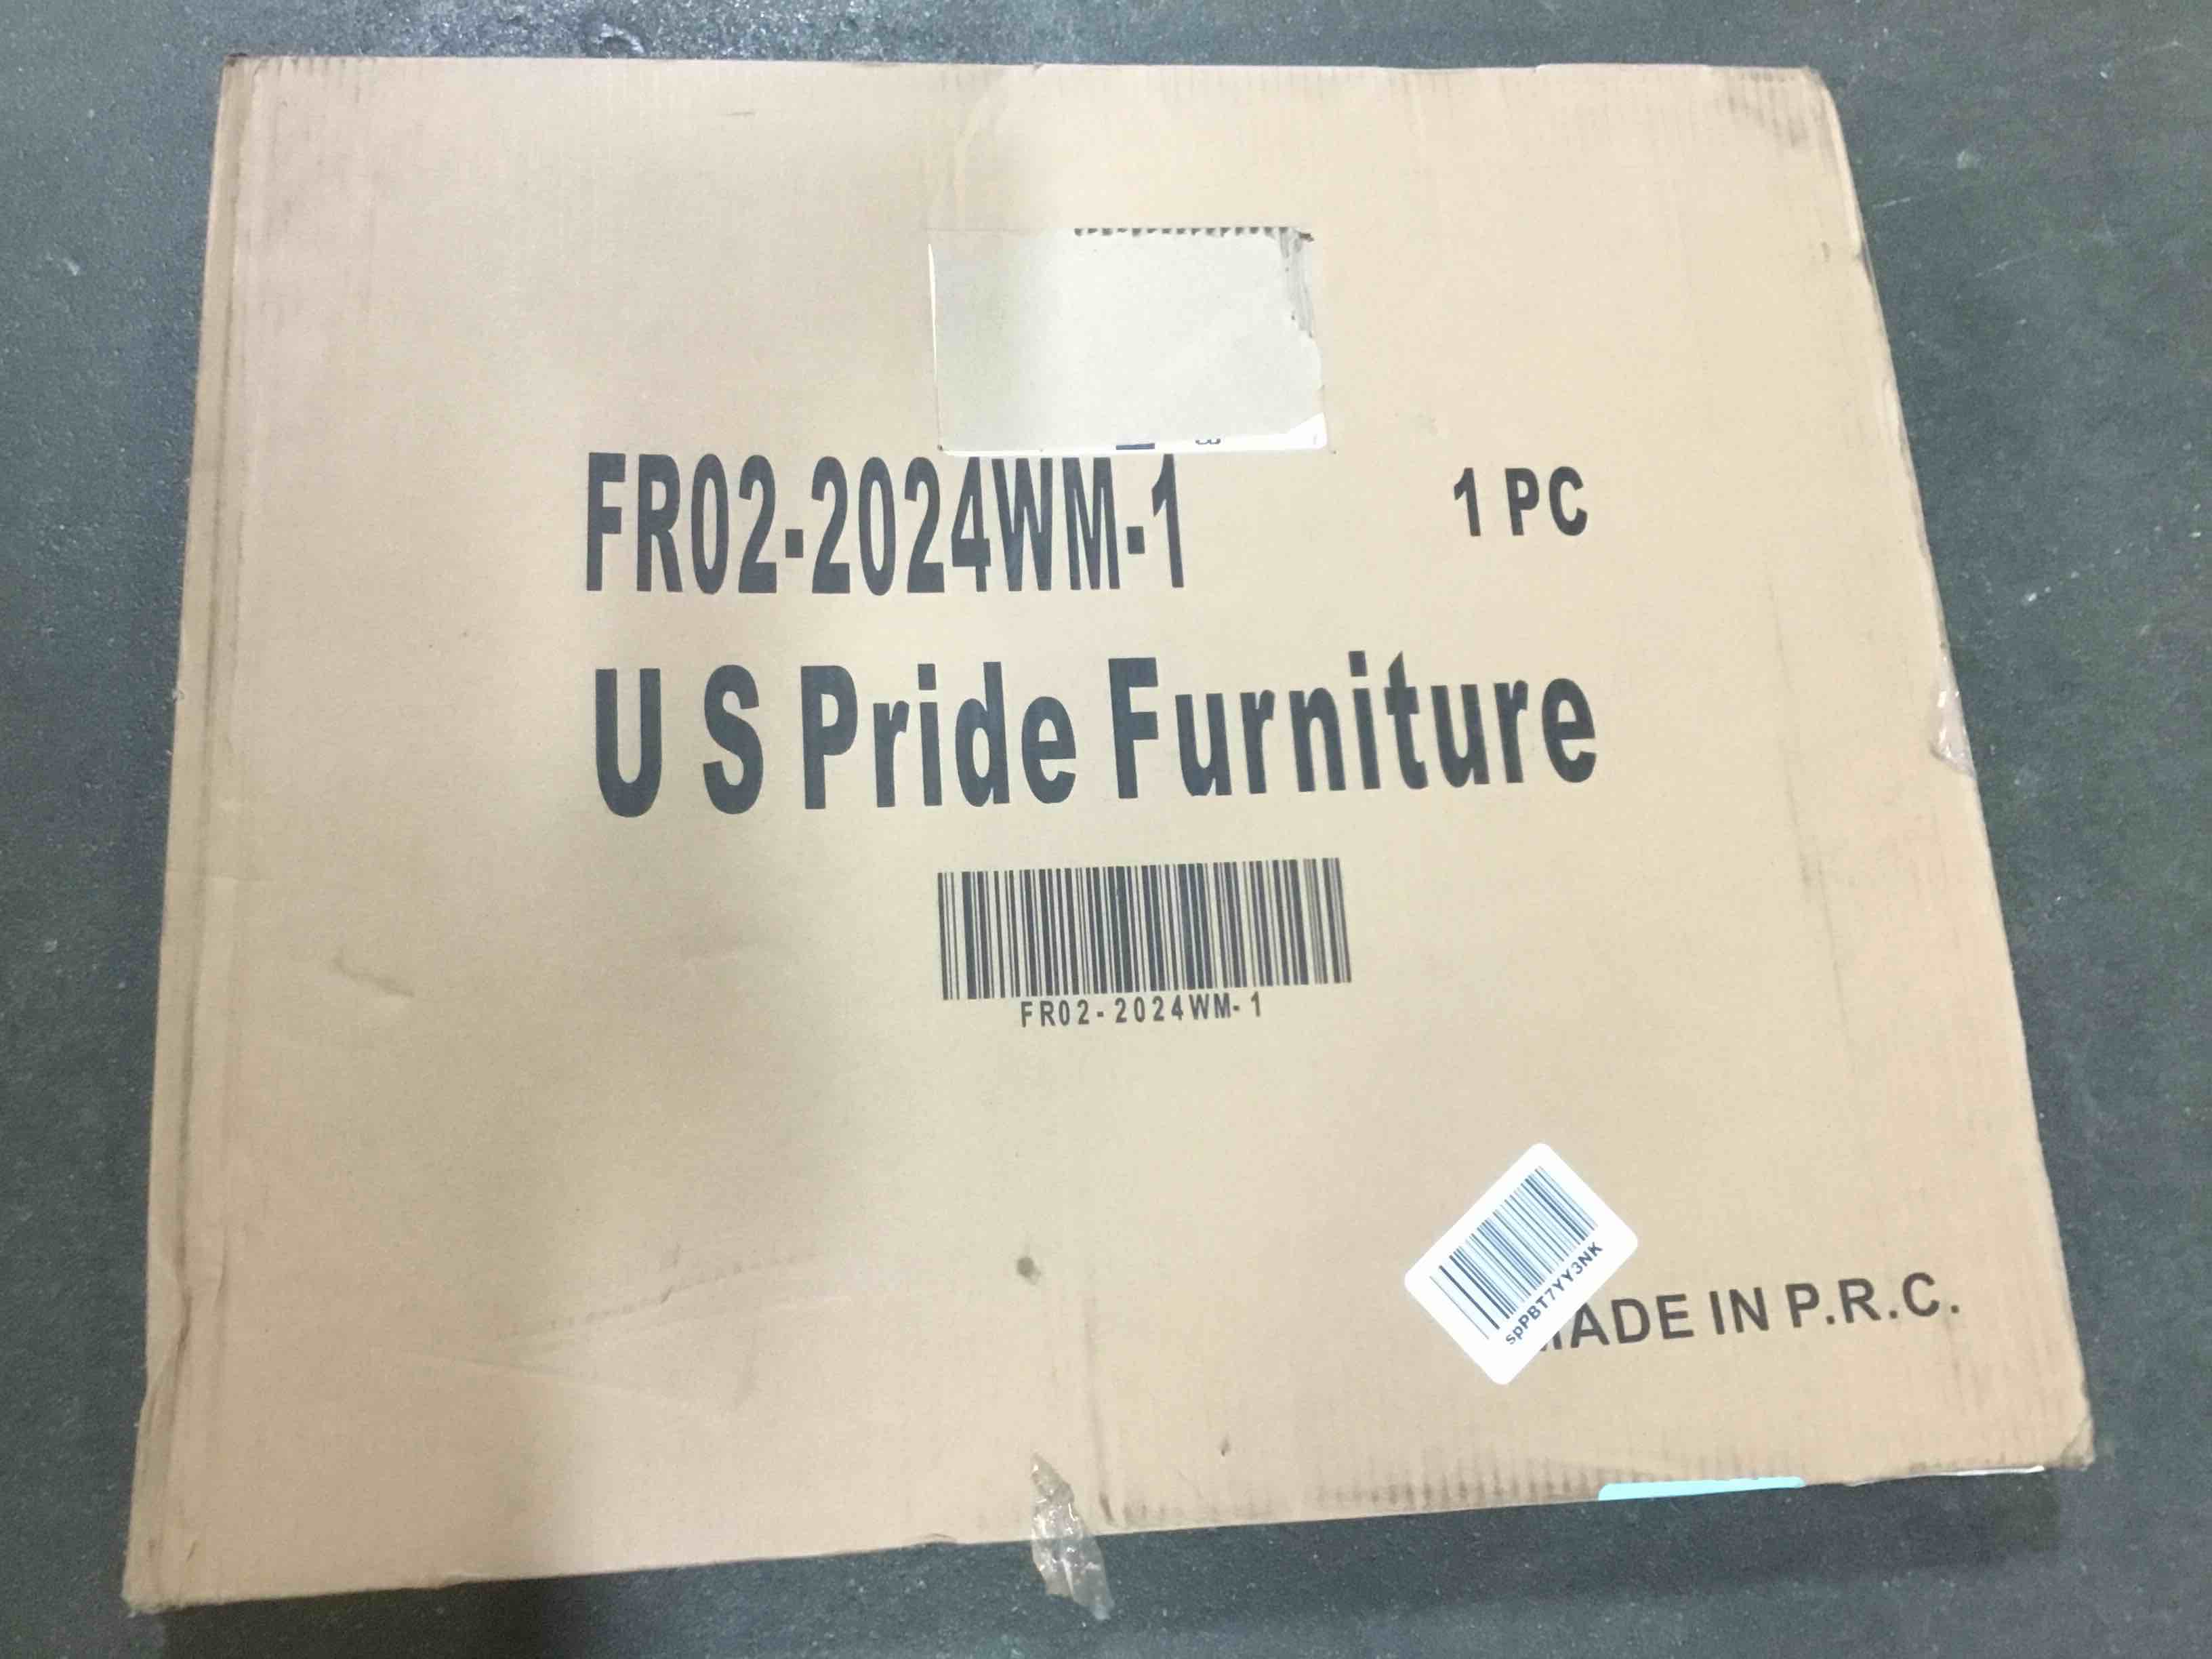 FR02-2024WM-1
1 PC
U S Pride Furniture
FR02-2024WM-1
spPBT7YY3NK
MADE IN P.R.C.